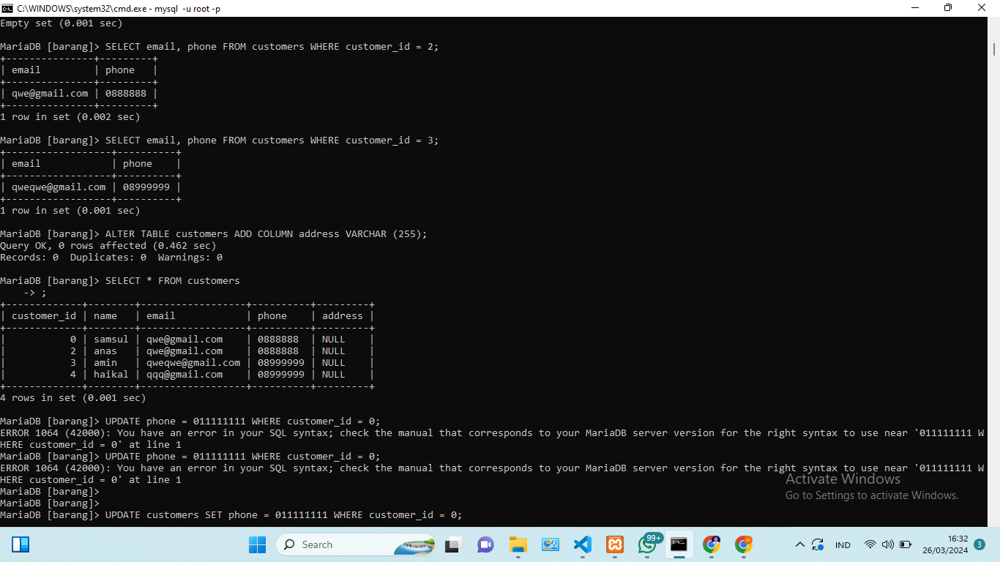 C:\WINDOWS\system32\cmd.exe - mysql  -u root -p
Empty set (0.001 sec)
MariaDB [barang]> SELECT email, phone FROM customers WHERE customer_id = 2;
+---------------+---------+
| email         | phone   |
+---------------+---------+
| qwe@gmail.com | 0888888 |
+---------------+---------+
1 row in set (0.002 sec)
MariaDB [barang]> SELECT email, phone FROM customers WHERE customer_id = 3;
+------------------+----------+
| email            | phone    |
+------------------+----------+
| qweqwe@gmail.com | 08999999 |
+------------------+----------+
1 row in set (0.001 sec)
MariaDB [barang]> ALTER TABLE customers ADD COLUMN address VARCHAR (255);
Query OK, 0 rows affected (0.462 sec)
Records: 0  Duplicates: 0  Warnings: 0
MariaDB [barang]> SELECT * FROM customers
    -> ;
+-------------+--------+------------------+----------+---------+
| customer_id | name   | email            | phone    | address |
+-------------+--------+------------------+----------+---------+
|           0 | samsul | qwe@gmail.com    | 0888888  | NULL    |
|           2 | anas   | qwe@gmail.com    | 0888888  | NULL    |
|           3 | amin   | qweqwe@gmail.com | 08999999 | NULL    |
|           4 | haikal | qqq@gmail.com    | 08999999 | NULL    |
+-------------+--------+------------------+----------+---------+
4 rows in set (0.001 sec)
MariaDB [barang]> UPDATE phone = 011111111 WHERE customer_id = 0;
ERROR 1064 (42000): You have an error in your SQL syntax; check the manual that corresponds to your MariaDB server version for the right syntax to use near '011111111 W
HERE customer_id = 0' at line 1
MariaDB [barang]> UPDATE phone = 011111111 WHERE customer_id = 0;
ERROR 1064 (42000): You have an error in your SQL syntax; check the manual that corresponds to your MariaDB server version for the right syntax to use near '011111111 W
HERE customer_id = 0' at line 1
MariaDB [barang]>
MariaDB [barang]>
MariaDB [barang]> UPDATE customers SET phone = 011111111 WHERE customer_id = 0;
Activate Windows
Go to Settings to activate Windows.
Search
99+
IND
16:32
26/03/2024
3